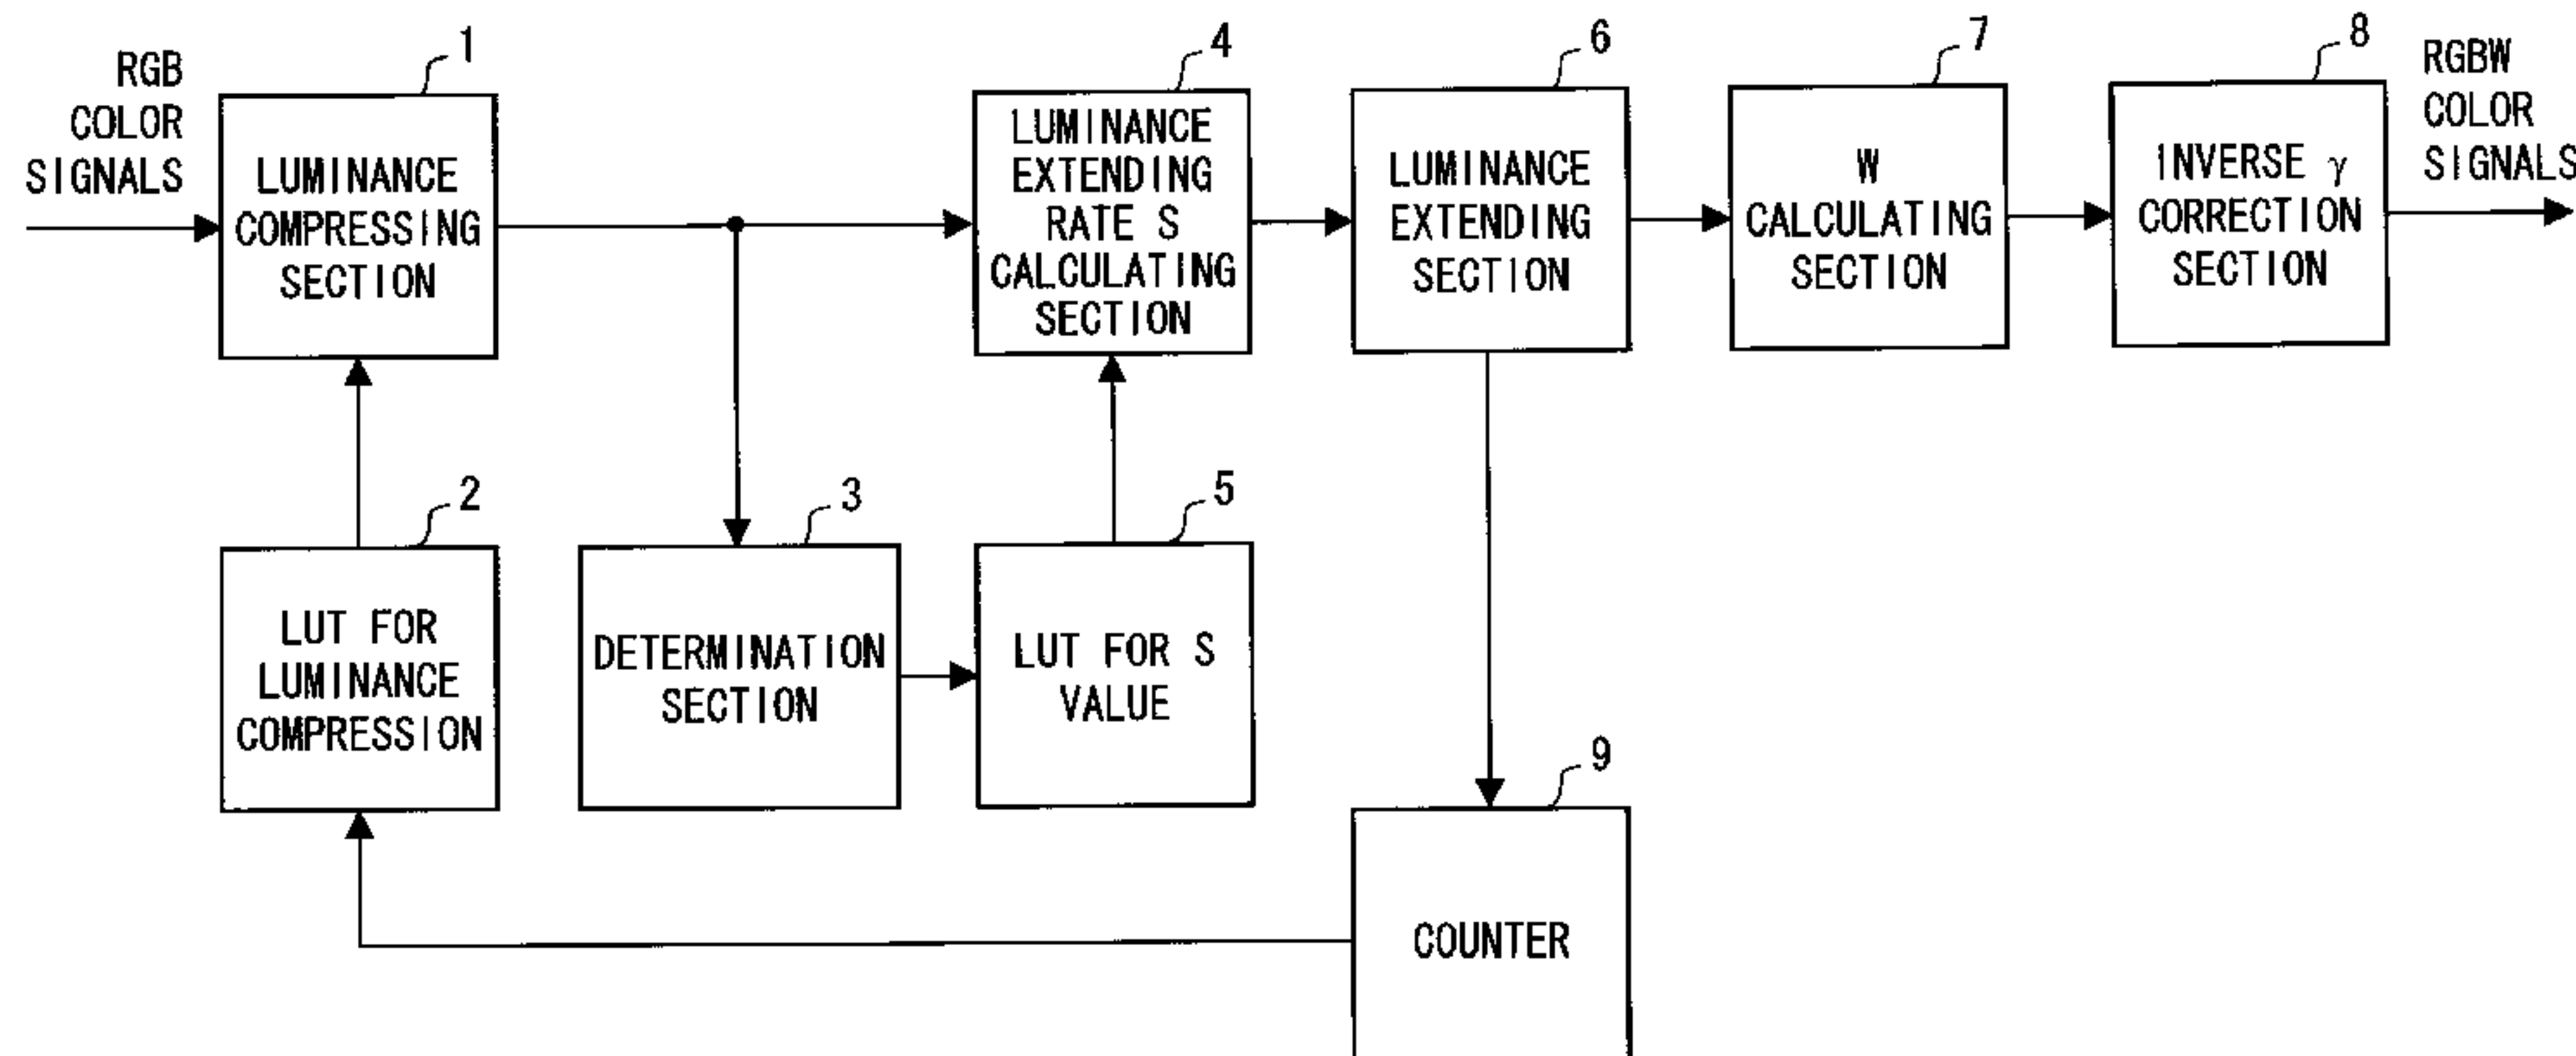 RGB
COLOR
SIGNALS
1
LUMINANCE
COMPRESSING
SECTION
4
LUMINANCE
EXTENDING
RATE S
CALCULATING
SECTION
6
LUMINANCE
EXTENDING
SECTION
7
W
CALCULATING
SECTION
8
INVERSE γ
CORRECTION
SECTION
RGBW
COLOR
SIGNALS
2
LUT FOR
LUMINANCE
COMPRESSION
3
DETERMINATION
SECTION
5
LUT FOR S
VALUE
9
COUNTER